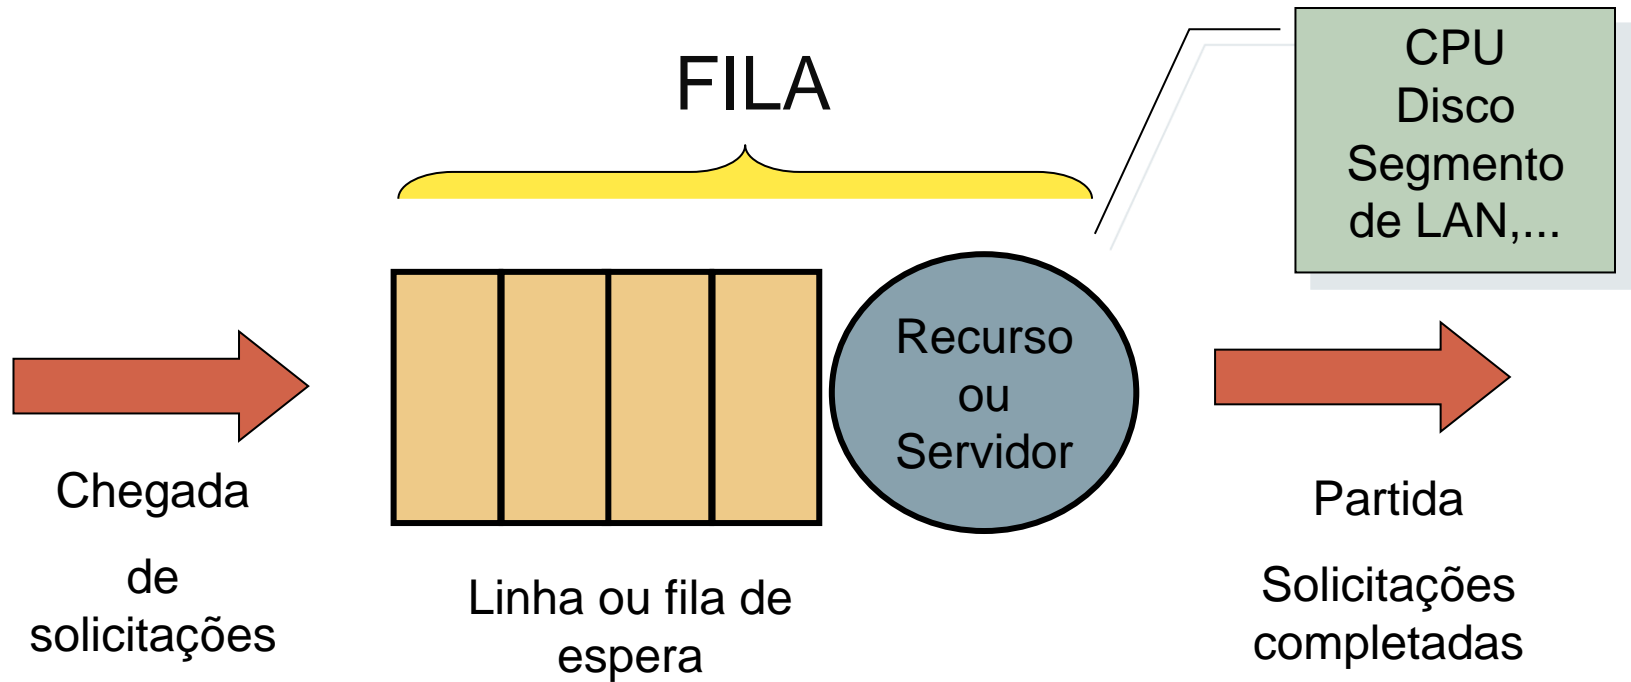 FILA
CPU
Disco
Segmento
de LAN,...
Recurso
ou
Servidor
Chegada
de
solicitações
Linha ou fila de
espera
Partida
Solicitações
completadas